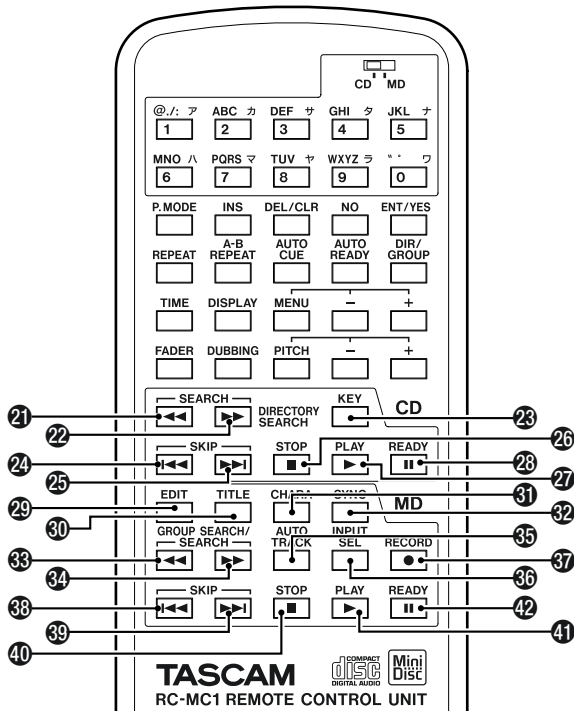 CD MD
@./: ア ABC カ DEF サ GHI タ JKL ナ
1 2 3 4 5
MNO ハ PQRS マ TUV ヤ WXYZ ラ ゛゜ ワ
6 7 8 9 0
P.MODE INS DEL/CLR NO ENT/YES
REPEAT A-B REPEAT AUTO CUE AUTO READY DIR/GROUP
TIME DISPLAY MENU − +
FADER DUBBING PITCH − +
SEARCH KEY CD
21 DIRECTORY SEARCH 23
22
SKIP STOP PLAY READY 26
24 28
25 27
EDIT TITLE CHARA SYNC MD 31
29 32
30
GROUP SEARCH/SEARCH AUTO TRACK INPUT SEL RECORD 35
33 37
34 36
SKIP STOP PLAY READY
38 42
39
40 41
TASCAM COMPACT disc DIGITAL AUDIO Mini Disc
RC-MC1 REMOTE CONTROL UNIT